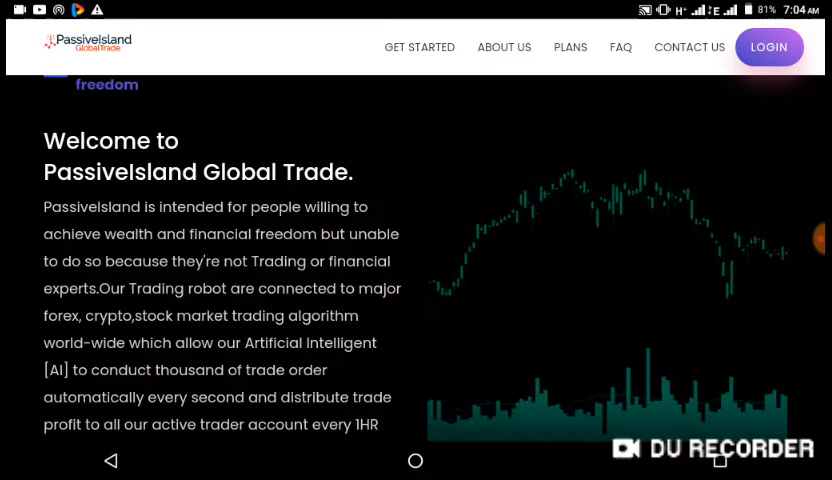 81% 7:04 AM
PassiveIsland
GlobalTrade
GET STARTED ABOUT US PLANS FAQ CONTACT US LOGIN
freedom
Welcome to
PassiveIsland Global Trade.
PassiveIsland is intended for people willing to
achieve wealth and financial freedom but unable
to do so because they're not Trading or financial
experts.Our Trading robot are connected to major
forex, crypto,stock market trading algorithm
world-wide which allow our Artificial Intelligent
[AI] to conduct thousand of trade order
automatically every second and distribute trade
profit to all our active trader account every 1HR
DU RECORDER